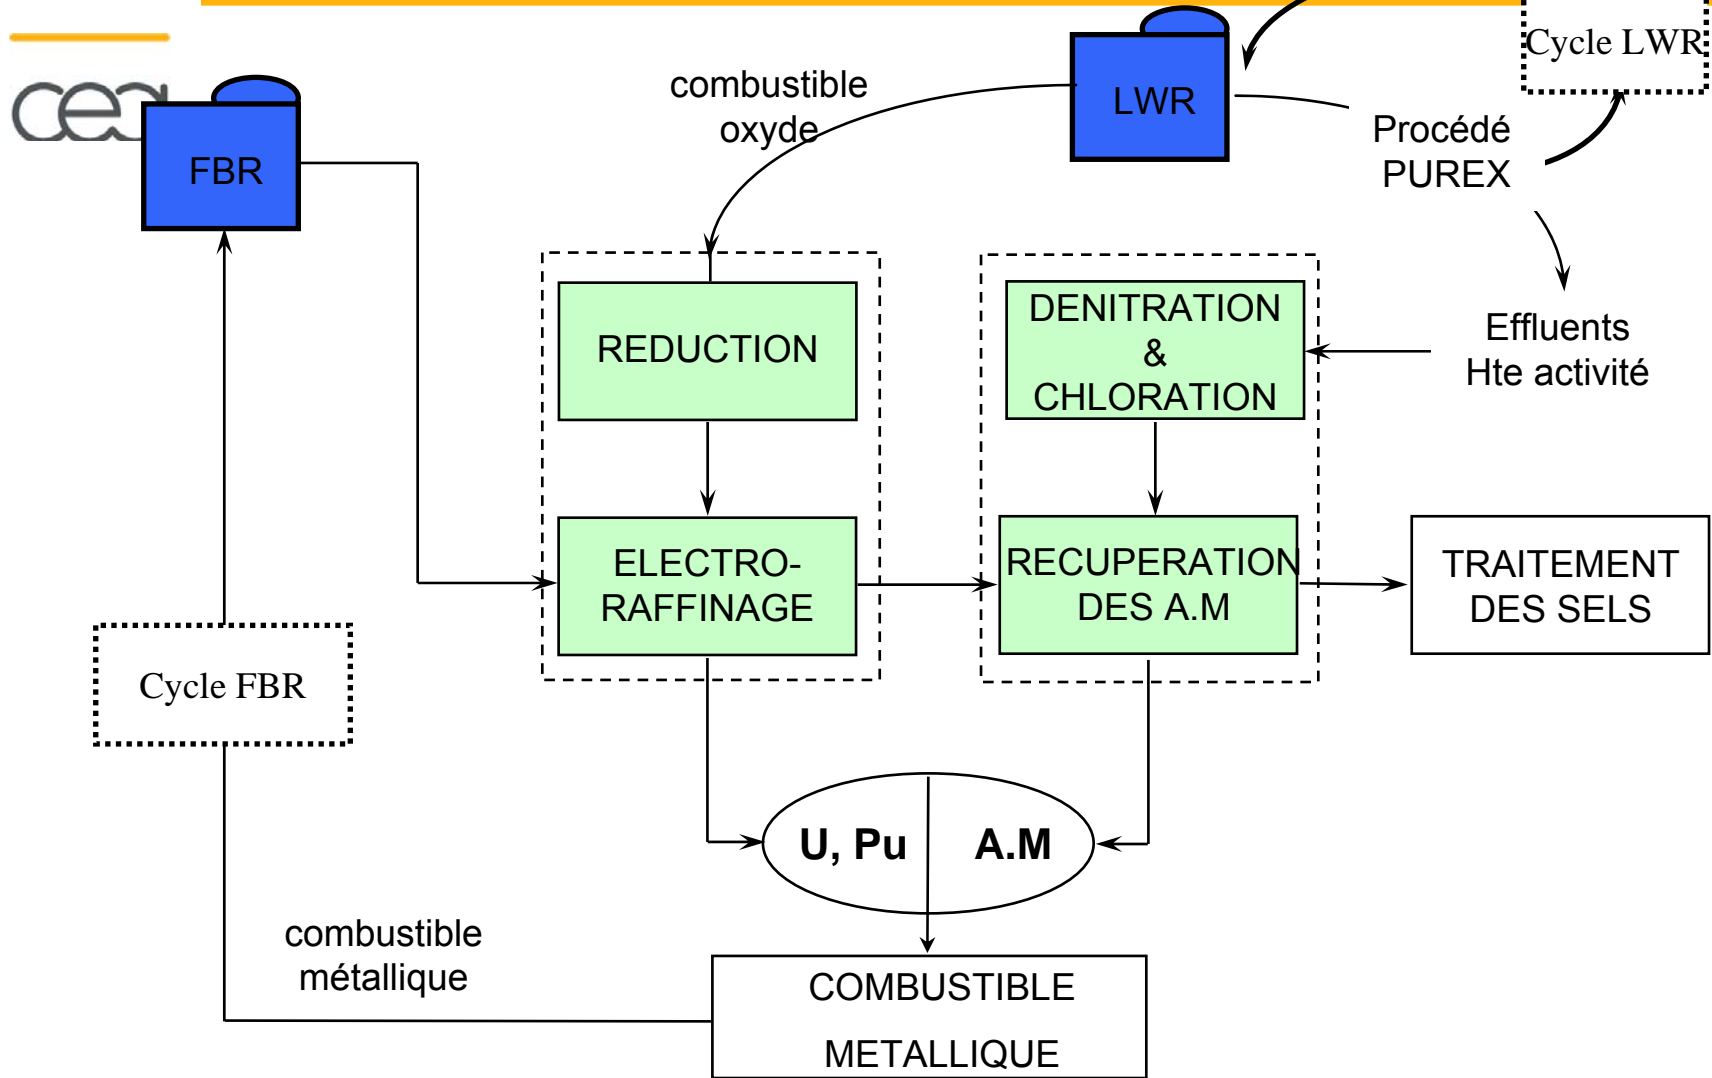 cea
Cycle LWR
LWR
combustible
oxyde
Procédé
PUREX
FBR
REDUCTION
DENITRATION
&
CHLORATION
Effluents
Hte activité
ELECTRO-
RAFFINAGE
RECUPERATION
DES A.M
TRAITEMENT
DES SELS
Cycle FBR
U, Pu
A.M
combustible
métallique
COMBUSTIBLE
METALLIQUE